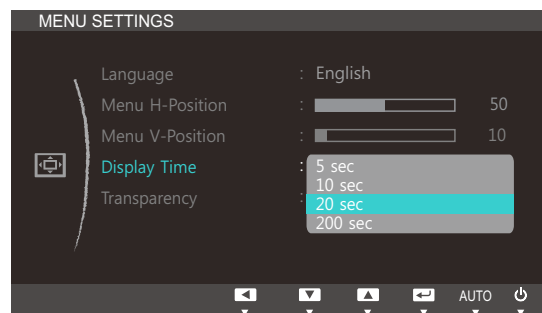 MENU SETTINGS
Language : English
Menu H-Position : 50
Menu V-Position : 10
Display Time : 5 sec
10 sec
20 sec
200 sec
Transparency :
AUTO